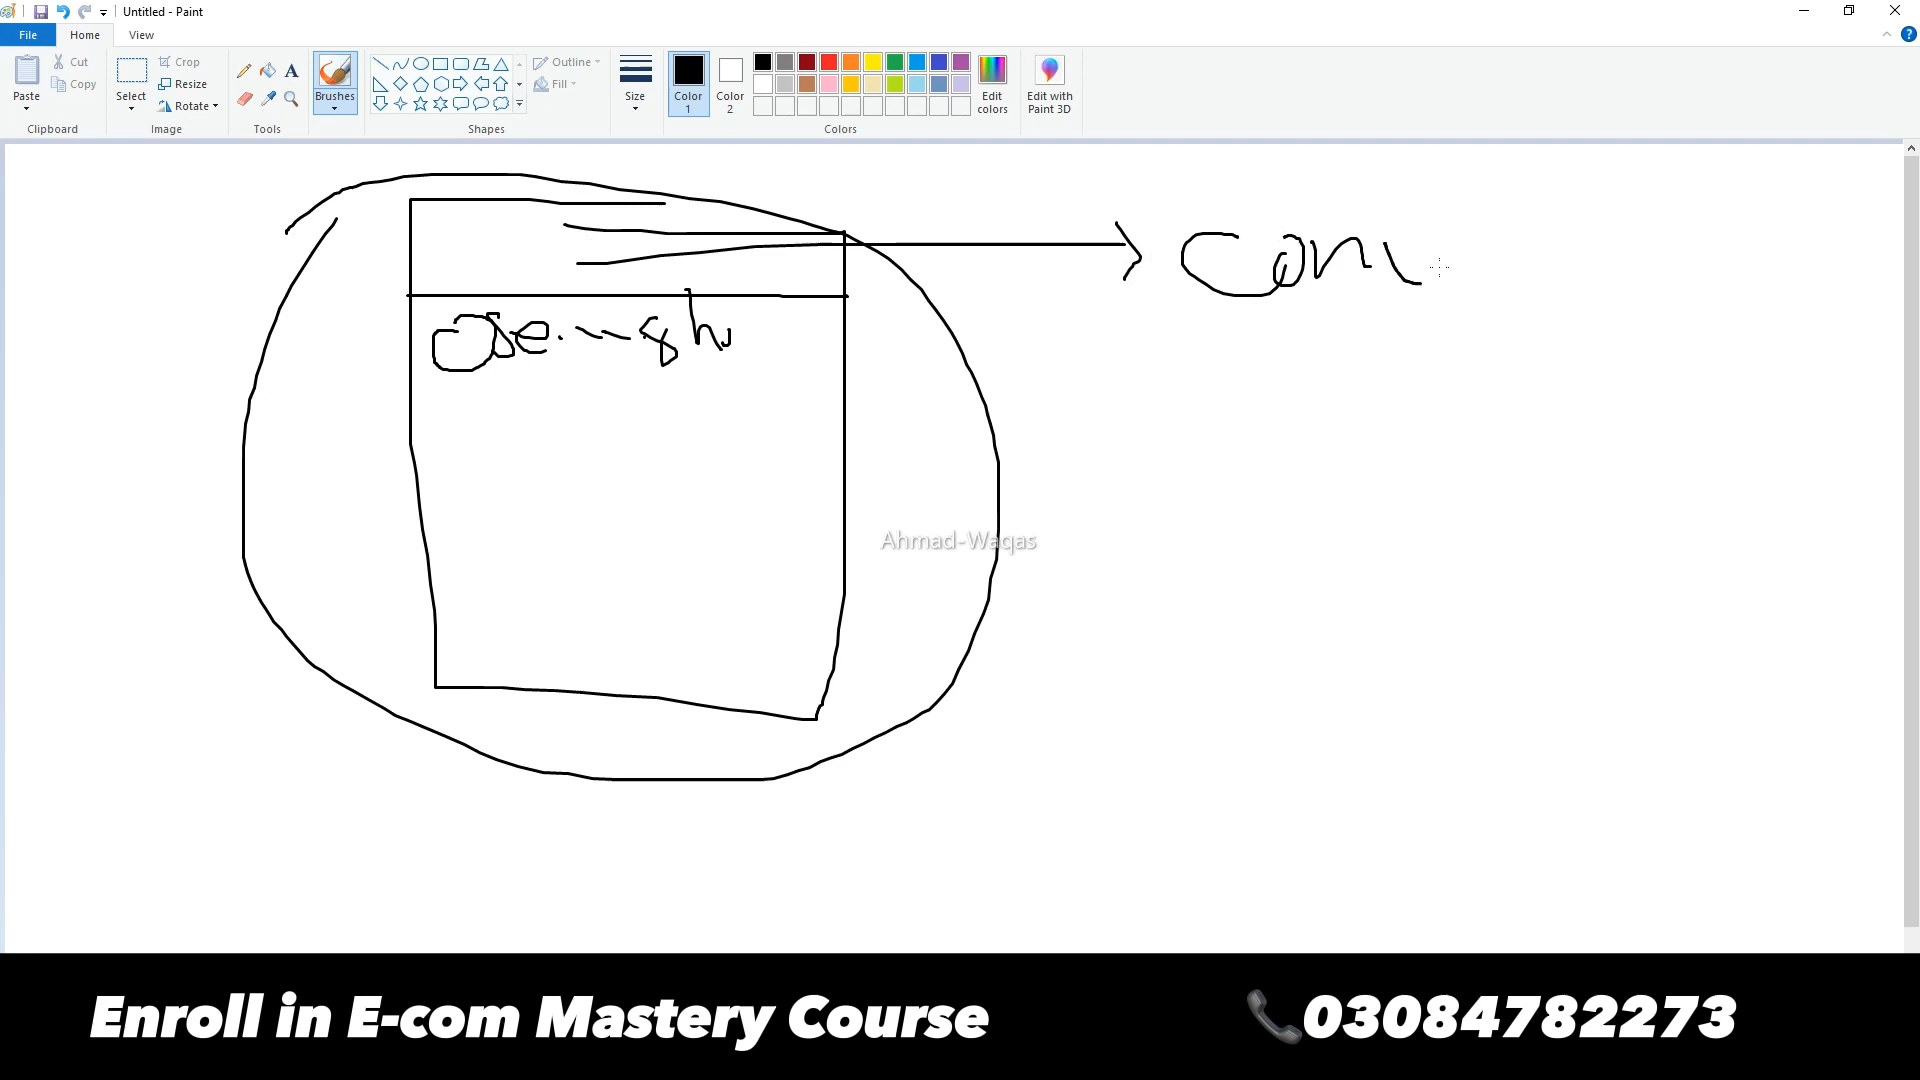 Untitled - Paint
File
Home
View
Paste
Cut
Copy
Clipboard
Select
Crop
Resize
Rotate
Image
Tools
Brushes
Shapes
Outline
Fill
Size
Color 1
Color 2
Edit colors
Colors
Edit with Paint 3D
Ahmad-Waqas
Enroll in E-com Mastery Course
03084782273